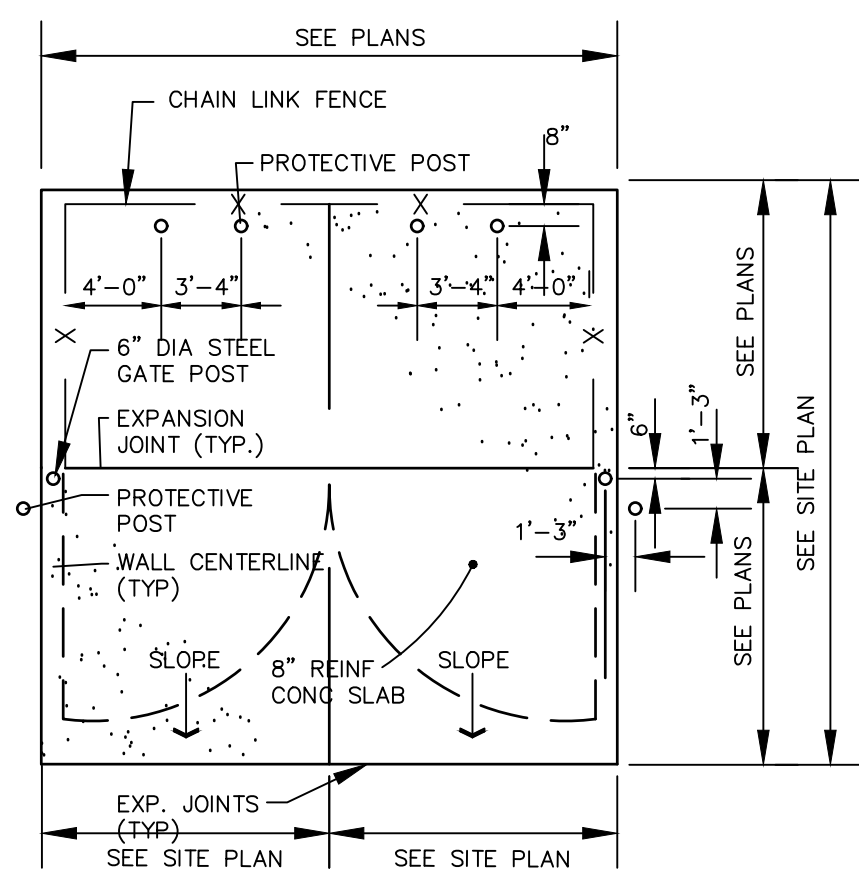 SEE PLANS
CHAIN LINK FENCE
8"
PROTECTIVE POST
4'-0"
3'-4"
3'-4"
4'-0"
SEE PLANS
6" DIA STEEL
GATE POST
EXPANSION
JOINT (TYP.)
6"
1'-3"
SEE SITE PLAN
PROTECTIVE
POST
1'-3"
WALL CENTERLINE
(TYP)
SEE PLANS
SLOPE
8" REINF
CONC SLAB
SLOPE
EXP. JOINTS
(TYP)
SEE SITE PLAN
SEE SITE PLAN